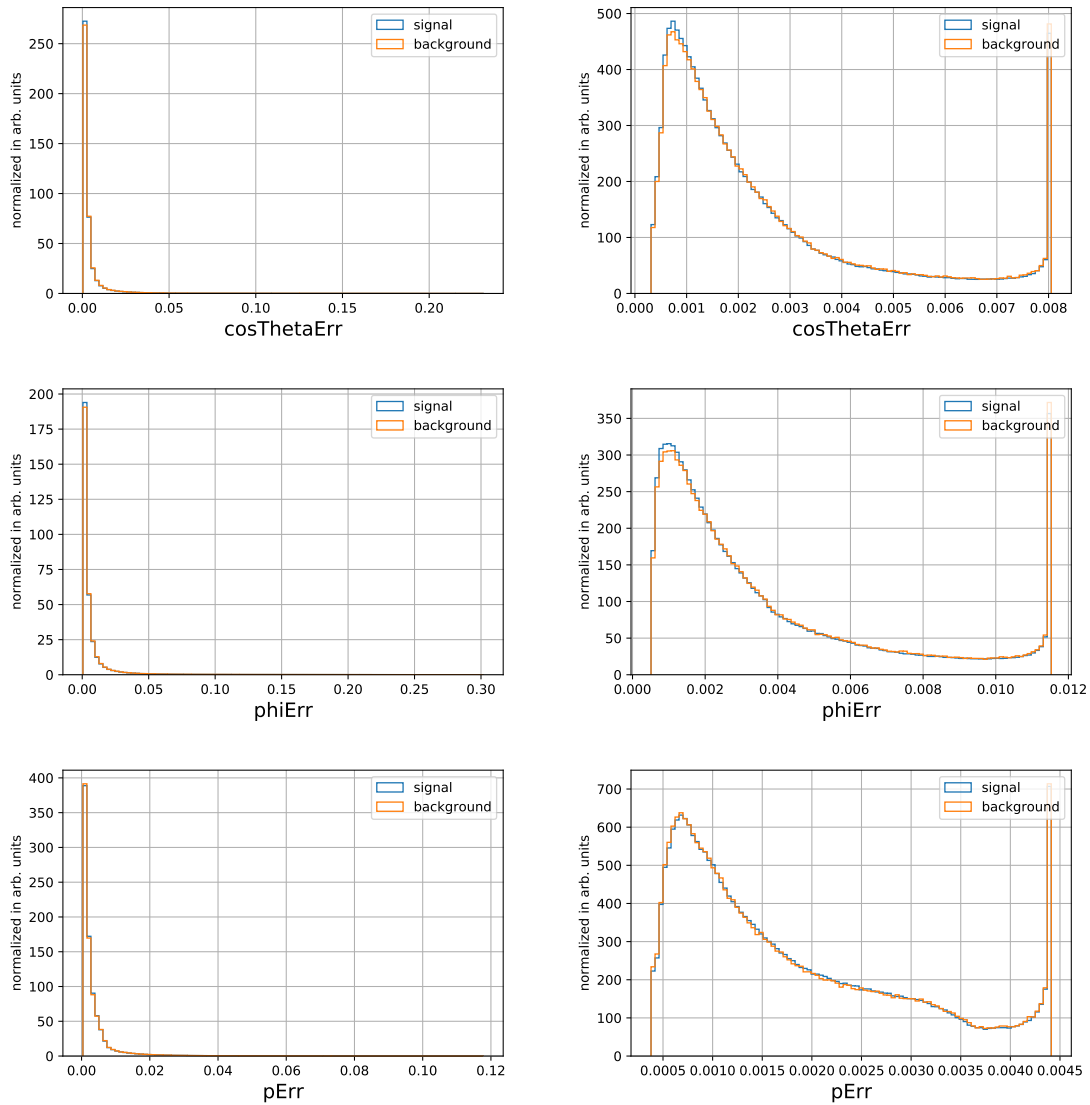 normalized in arb. units
250
200
150
100
50
0
0.00 0.05 0.10 0.15 0.20
cosThetaErr
signal
background
normalized in arb. units
500
400
300
200
100
0
0.000 0.001 0.002 0.003 0.004 0.005 0.006 0.007 0.008
cosThetaErr
signal
background
normalized in arb. units
200
175
150
125
100
75
50
25
0
0.00 0.05 0.10 0.15 0.20 0.25 0.30
phiErr
signal
background
normalized in arb. units
350
300
250
200
150
100
50
0
0.000 0.002 0.004 0.006 0.008 0.010 0.012
phiErr
signal
background
normalized in arb. units
400
350
300
250
200
150
100
50
0
0.00 0.02 0.04 0.06 0.08 0.10 0.12
pErr
signal
background
normalized in arb. units
700
600
500
400
300
200
100
0
0.0005 0.0010 0.0015 0.0020 0.0025 0.0030 0.0035 0.0040 0.0045
pErr
signal
background